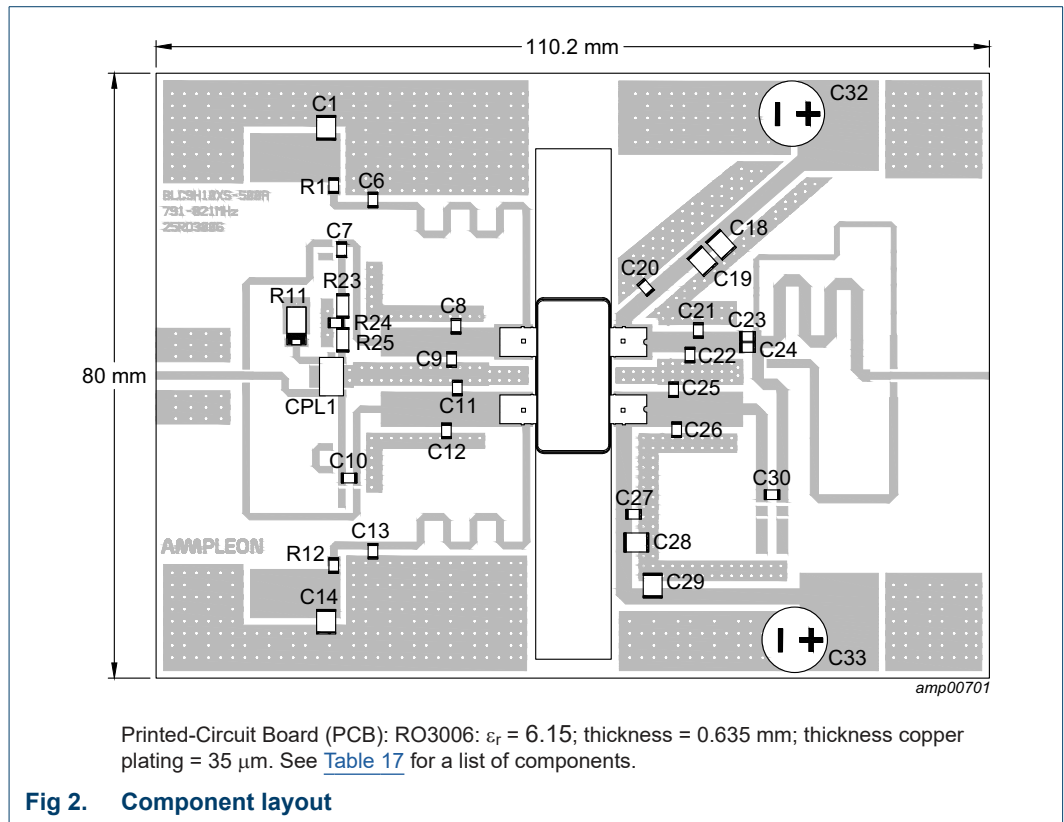 110.2 mm
C1
C32
R1
C6
BLC9H10XS-500A
791-821MHz
25RO3006
C7
C18
C19
C20
R23
R11
R24
R25
C8
C21
C23
C9
C22
C24
80 mm
CPL1
C11
C25
C12
C26
C10
C30
C27
C13
C28
AMPLEON
R12
C29
C14
C33
amp00701
Printed-Circuit Board (PCB): RO3006: εr = 6.15; thickness = 0.635 mm; thickness copper
plating = 35 μm. See Table 17 for a list of components.
Fig 2. Component layout